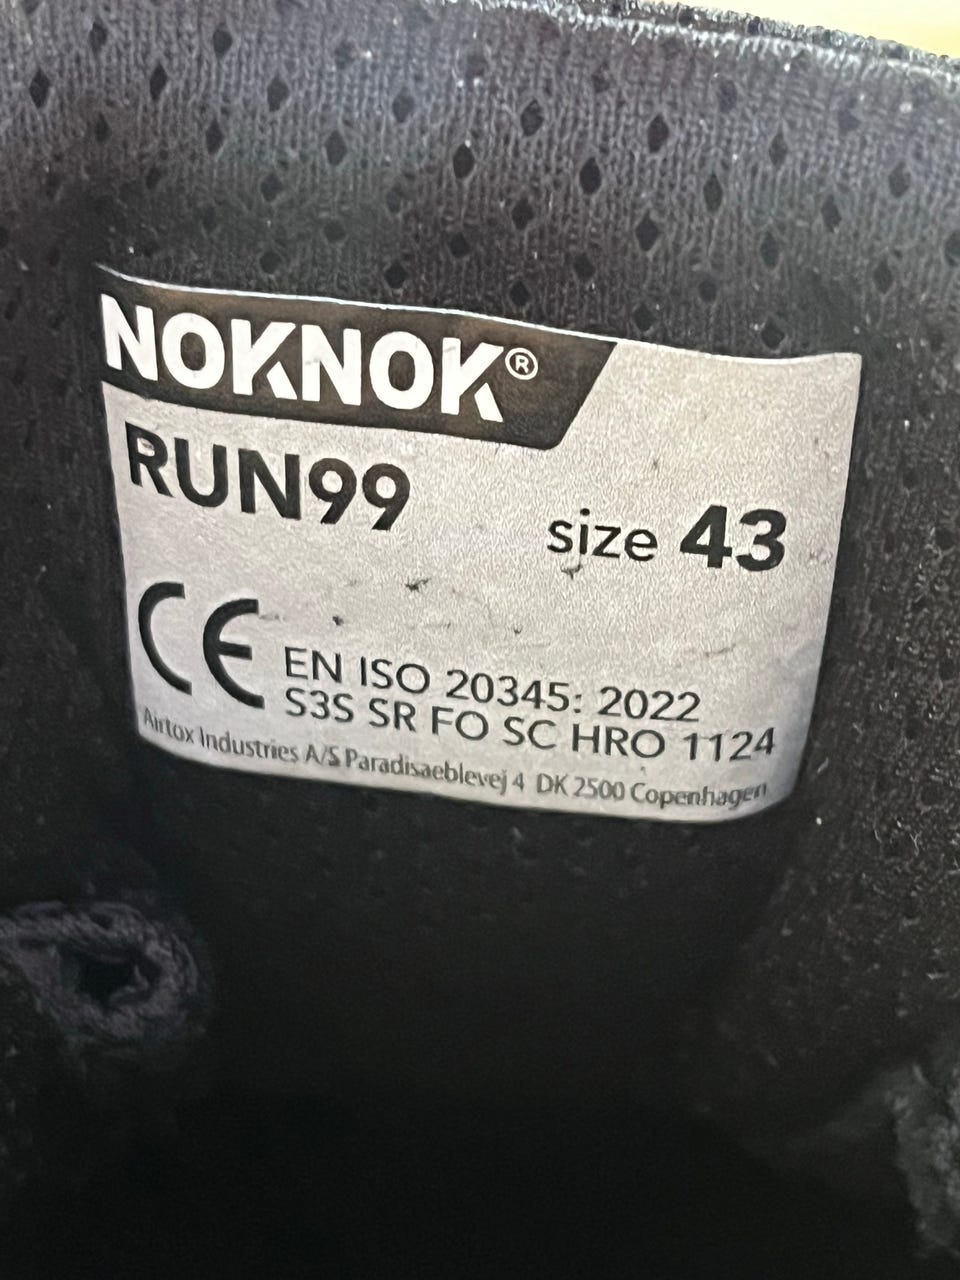 NOKNOK®
RUN99
size 43
CE EN ISO 20345: 2022
S3S SR FO SC HRO 1124
Airtox Industries A/S Paradisaeblevej 4 DK 2500 Copenhagen